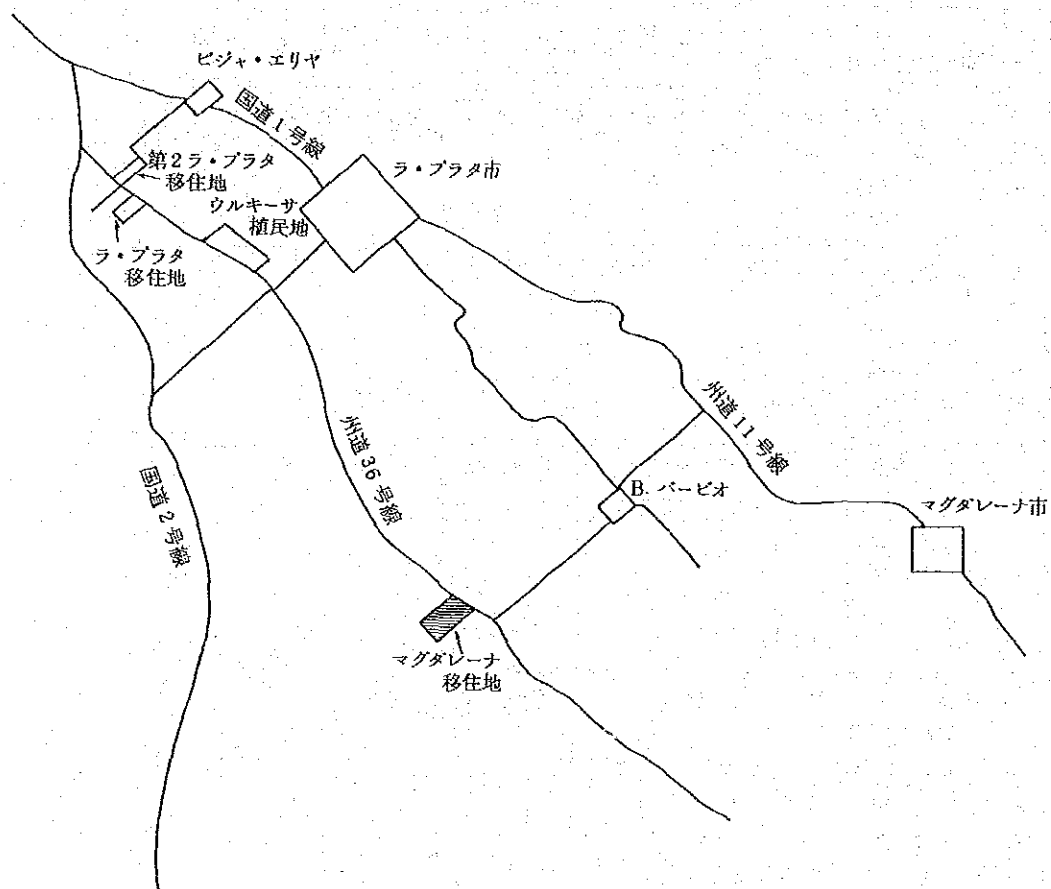 ビジャ・エリヤ
国道1号線
第2ラ・プラタ
移住地
ラ・プラタ市
ウルキーサ
植民地
ラ・プラタ
移住地
州道36号線
州道11号線
国道2号線
B. バービオ
マグダレーナ市
マグダレーナ
移住地